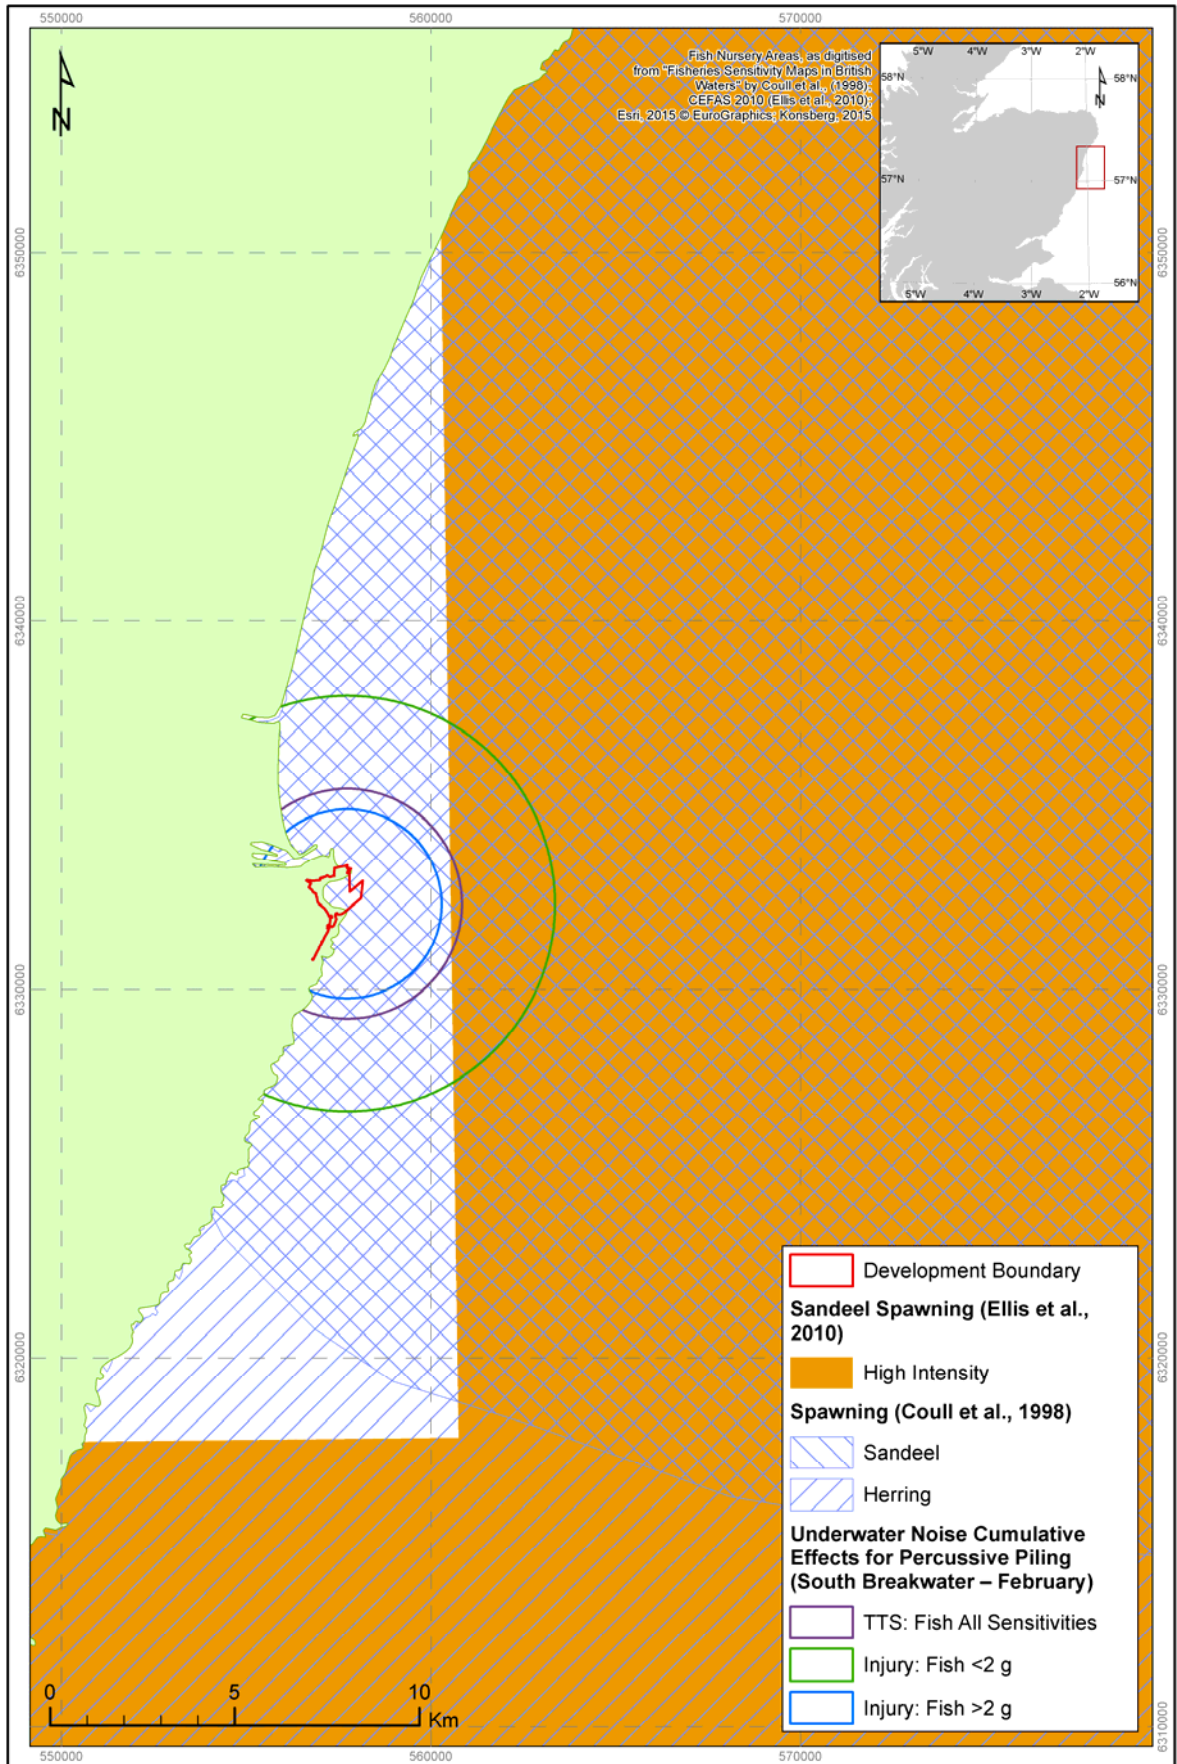 550000
560000
570000
N
Fish Nursery Areas, as digitised
from "Fisheries Sensitivity Maps in British
Waters" by Coull et al., (1998);
CEFAS 2010 (Ellis et al., 2010);
Esri, 2015 © EuroGraphics, Konsberg, 2015
5°W 4°W 3°W 2°W
58°N 58°N
N
57°N 57°N
56°N
5°W 4°W 3°W 2°W
6350000 6350000
6340000 6340000
6330000 6330000
6320000 6320000
6310000
Development Boundary
Sandeel Spawning (Ellis et al.,
2010)
High Intensity
Spawning (Coull et al., 1998)
Sandeel
Herring
Underwater Noise Cumulative
Effects for Percussive Piling
(South Breakwater – February)
TTS: Fish All Sensitivities
Injury: Fish <2 g
Injury: Fish >2 g
0 5 10
Km
550000
560000
570000